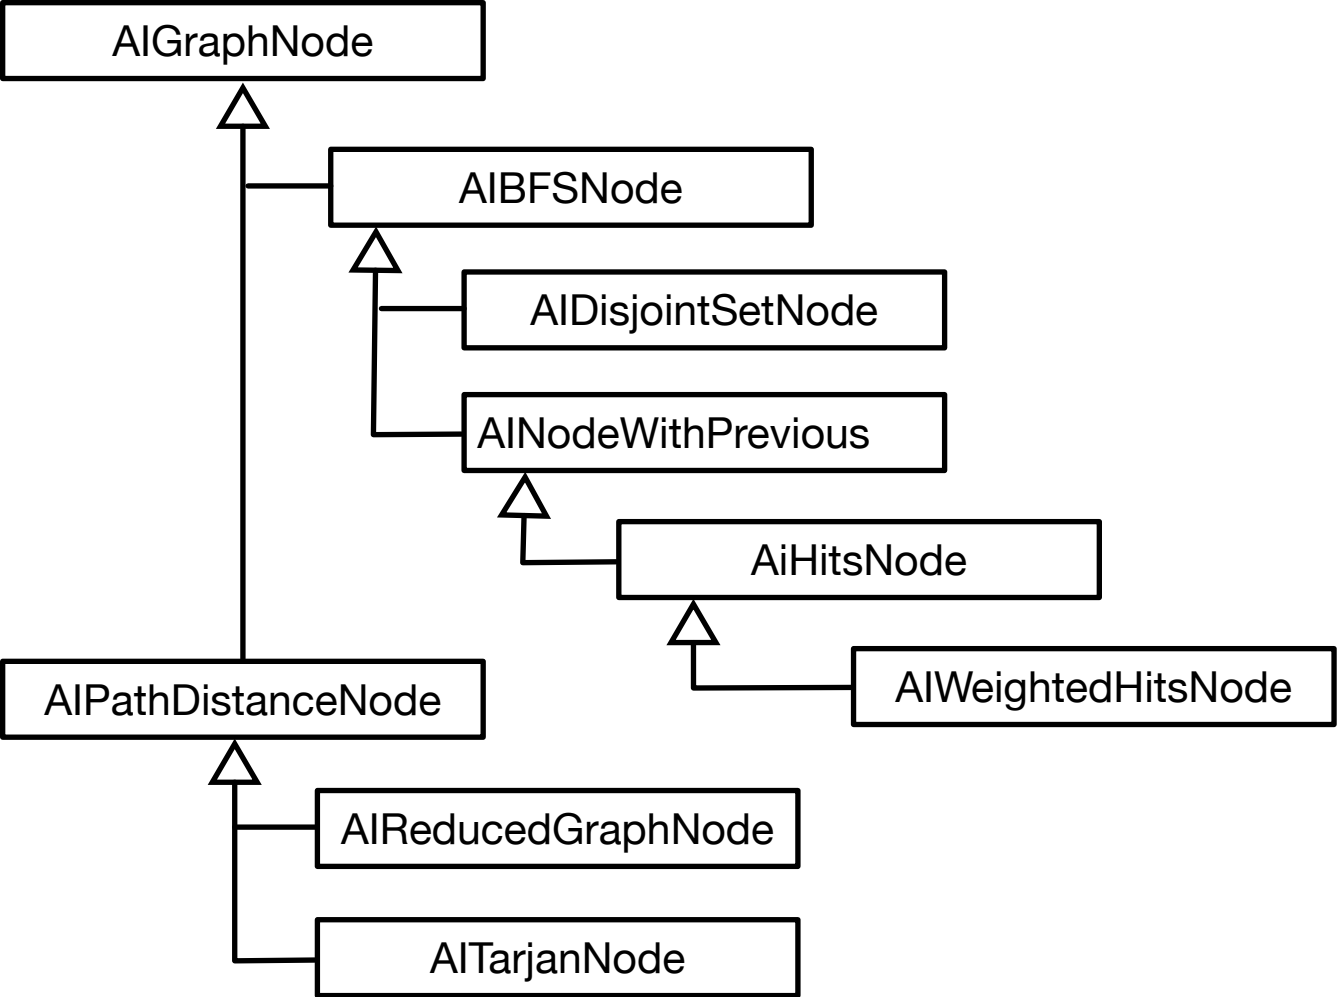 AIGraphNode
AIBFSNode
AIDisjointSetNode
AINodeWithPrevious
AiHitsNode
AIWeightedHitsNode
AIPathDistanceNode
AIReducedGraphNode
AITarjanNode